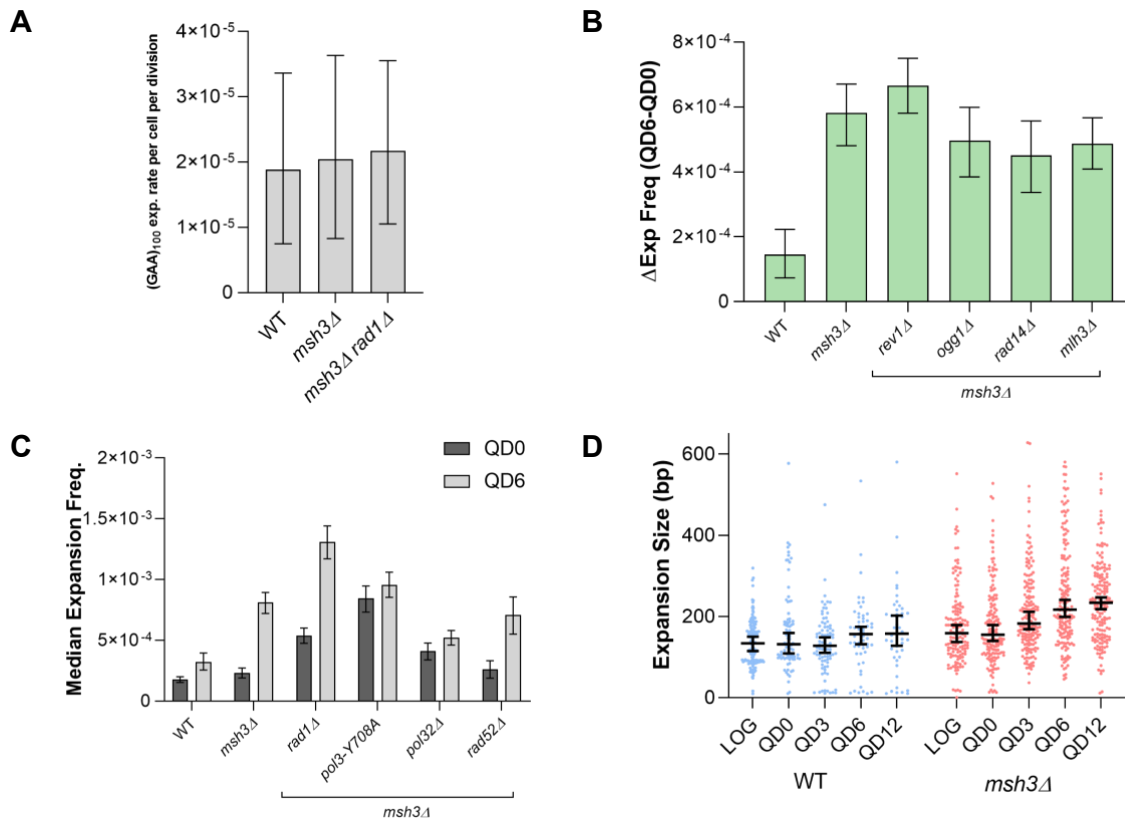 A
(GAA)₁₀₀ exp. rate per cell per division
4×10⁻⁵
3×10⁻⁵
2×10⁻⁵
1×10⁻⁵
0
WT
msh3Δ
msh3Δ rad1Δ
B
ΔExp Freq (QD6-QD0)
8×10⁻⁴
6×10⁻⁴
4×10⁻⁴
2×10⁻⁴
0
WT
msh3Δ
rev1Δ
ogg1Δ
rad14Δ
mlh3Δ
msh3Δ
C
QD0
QD6
Median Expansion Freq.
2×10⁻³
1.5×10⁻³
1×10⁻³
5×10⁻⁴
0
WT
msh3Δ
rad1Δ
pol3-Y708A
pol32Δ
rad52Δ
msh3Δ
D
Expansion Size (bp)
600
400
200
0
LOG
QD0
QD3
QD6
QD12
LOG
QD0
QD3
QD6
QD12
WT
msh3Δ